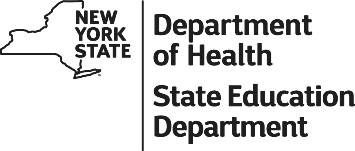 NEW
YORK
STATE
Department
of Health
State Education
Department